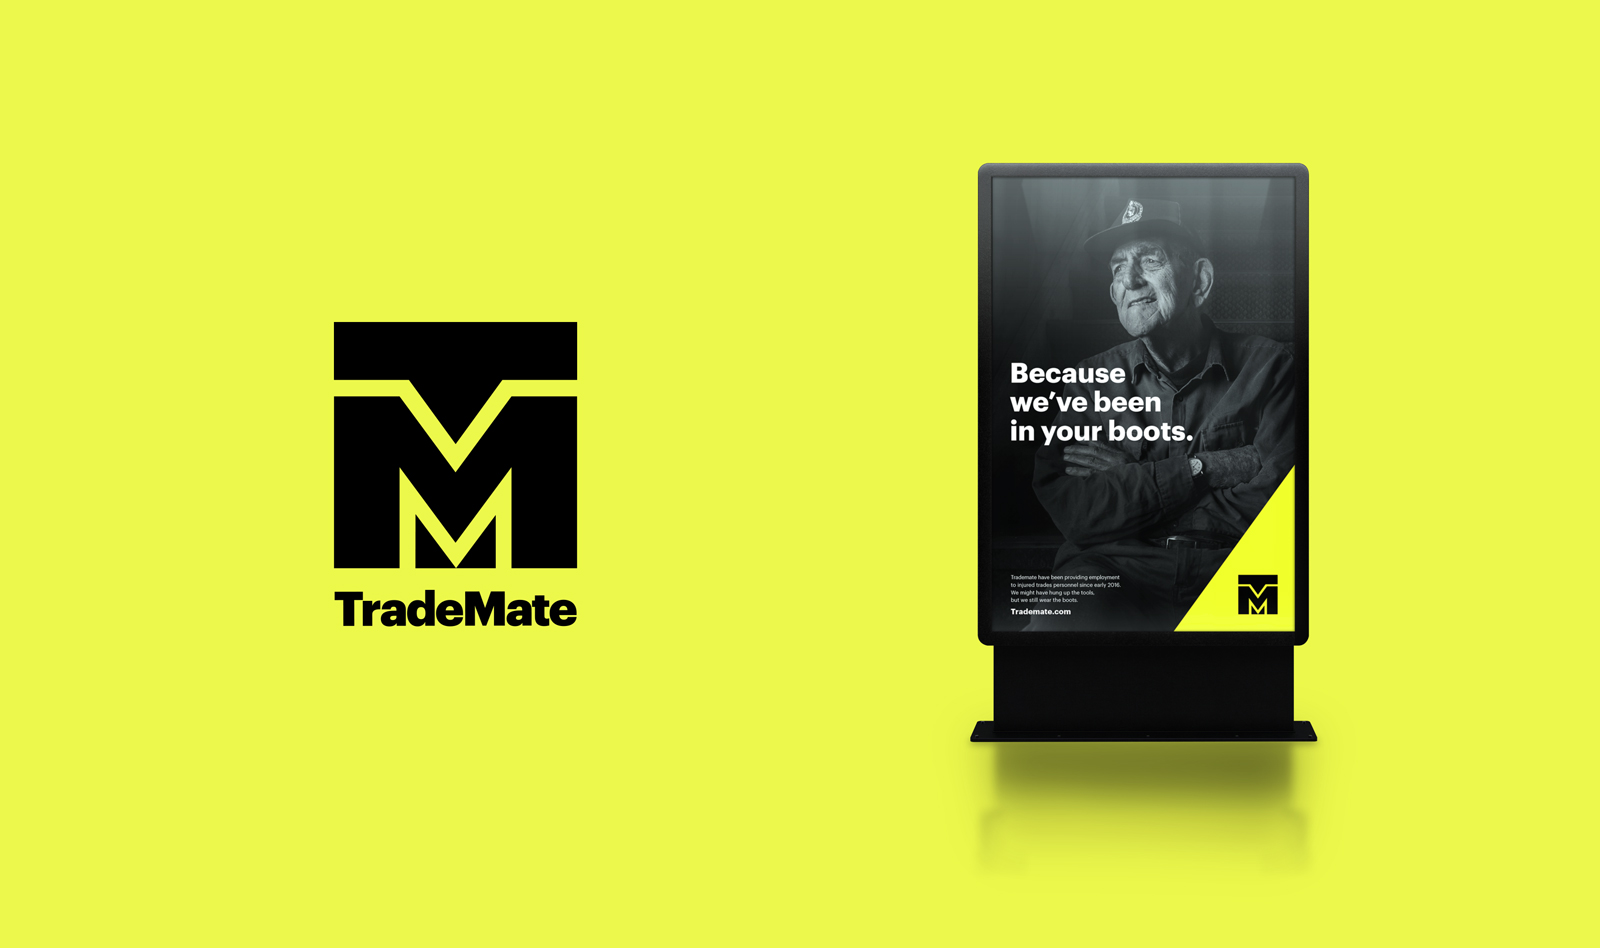 TradeMate
Because
we've been
in your boots.
Trademate have been providing employment
to injured trades personnel since early 2016.
We might have hung up the tools,
but we still wear the boots.
Trademate.com